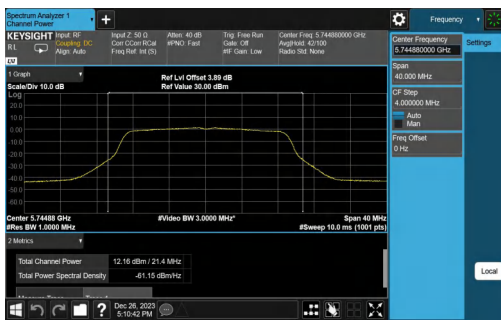 Spectrum Analyzer 1
Channel Power
Frequency
KEYSIGHT
Input: RF
Coupling: DC
Align: Auto
Input Z: 50 Ω
Corr CCorr RCal
Freq Ref: Int (S)
Atten: 40 dB
#PNO: Fast
Trig: Free Run
Gate: Off
#IF Gain: Low
Center Freq: 5.744880000 GHz
Avg|Hold: 42/100
Radio Std: None
RL
Center Frequency
5.744880000 GHz
Settings
Span
40.000 MHz
CF Step
4.000000 MHz
Auto
Man
Freq Offset
0 Hz
Local
1 Graph
Scale/Div 10.0 dB
Ref Lvl Offset 3.89 dB
Ref Value 30.00 dBm
Log
20.0
10.0
0.00
-10.0
-20.0
-30.0
-40.0
-50.0
-60.0
Center 5.74488 GHz
#Video BW 3.0000 MHz*
Span 40 MHz
#Res BW 1.0000 MHz
#Sweep 10.0 ms (1001 pts)
2 Metrics
Total Channel Power 12.16 dBm / 21.4 MHz
Total Power Spectral Density -61.15 dBm/Hz
?
Dec 26, 2023
5:10:42 PM